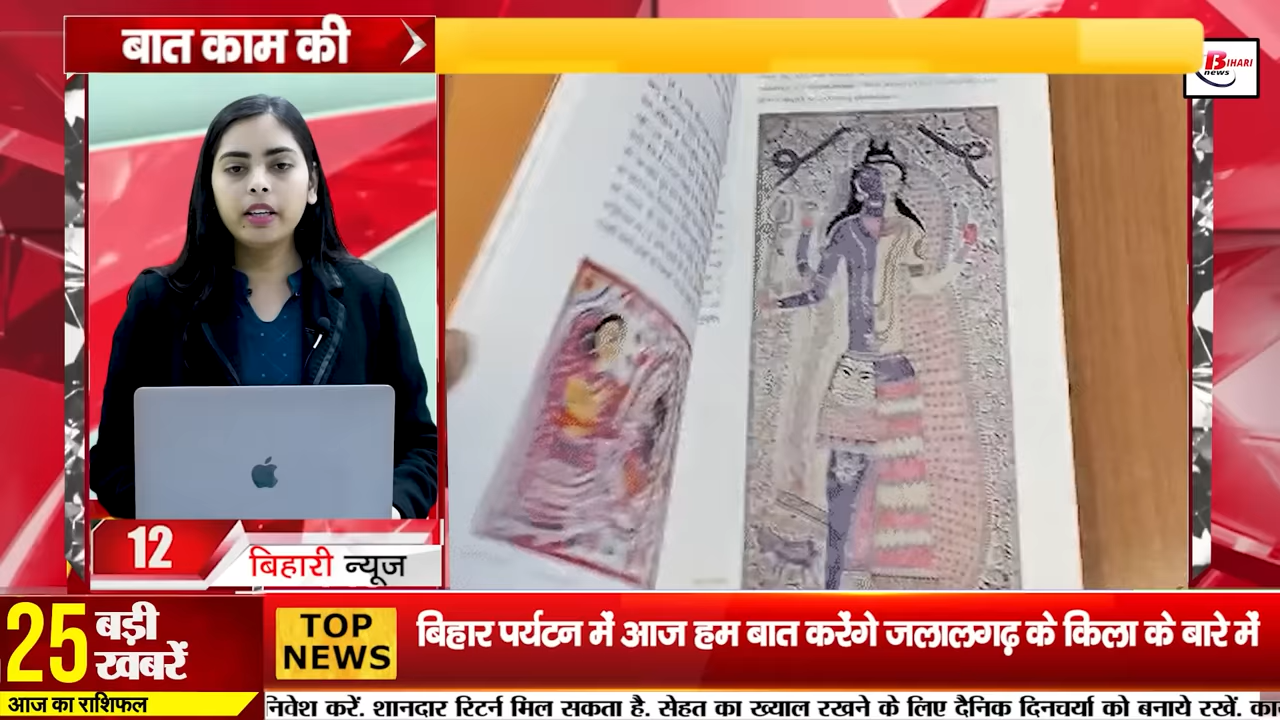 बात काम की
BIHARI
news
12
बिहारी न्यूज
25 बड़ी
खबरें
TOP
NEWS
बिहार पर्यटन में आज हम बात करेंगे जलालगढ़ के किला के बारे में
आज का राशिफल
निवेश करें. शानदार रिटर्न मिल सकता है. सेहत का ख्याल रखने के लिए दैनिक दिनचर्या को बनाये रखें.